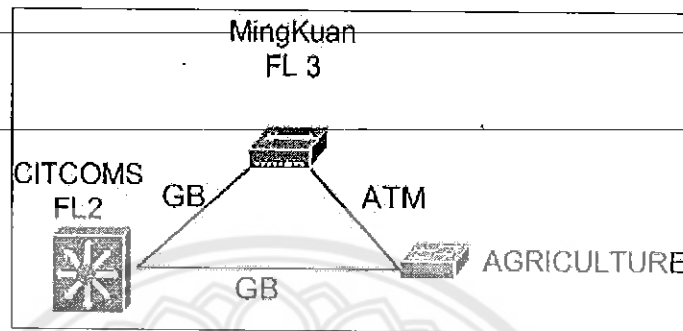 MingKuan
FL 3
CITCOMS
FL2
GB
ATM
AGRICULTURE
GB